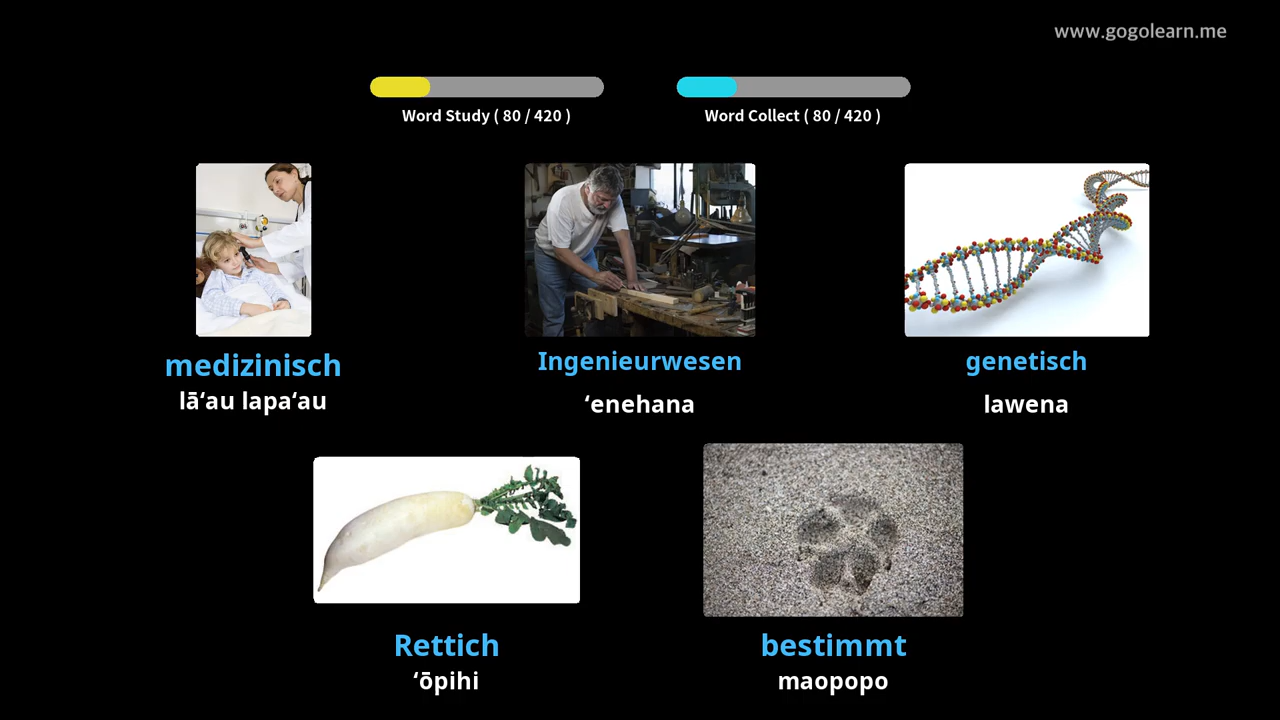 www.gogolearn.me
Word Study ( 80 / 420 )
Word Collect ( 80 / 420 )
medizinisch
lāʻau lapaʻau
Ingenieurwesen
ʻenehana
genetisch
lawena
Rettich
ʻōpihi
bestimmt
maopopo